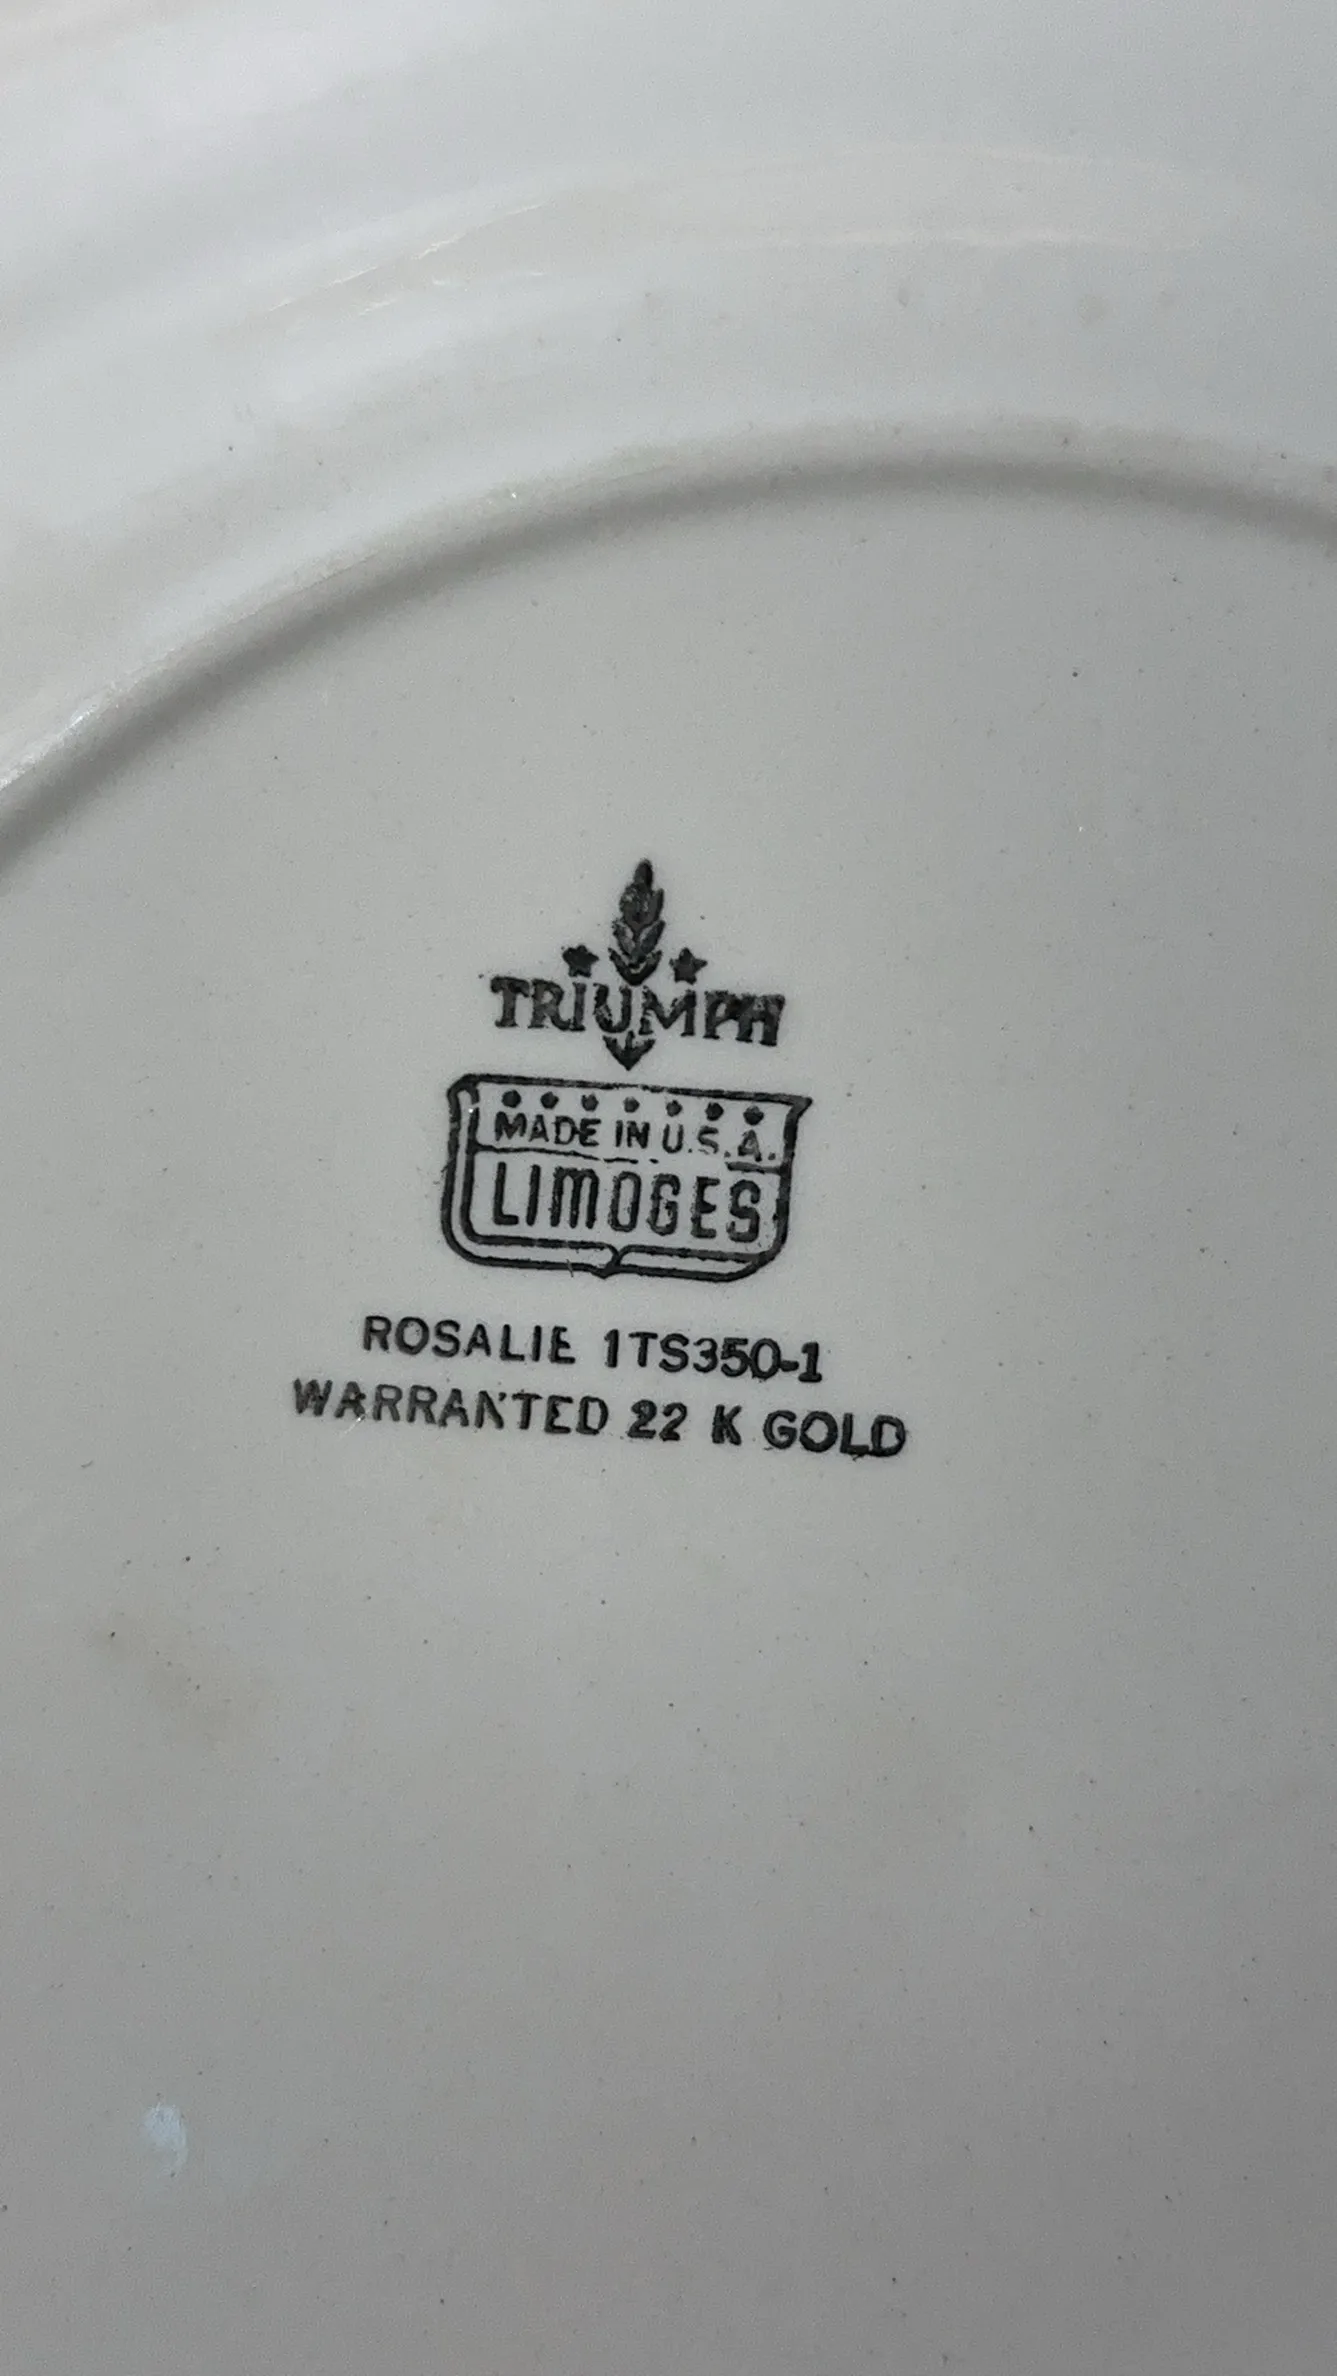 TRIUMPH
MADE IN U.S.A.
LIMOGES
ROSALIE 1TS350-1
WARRANTED 22 K GOLD